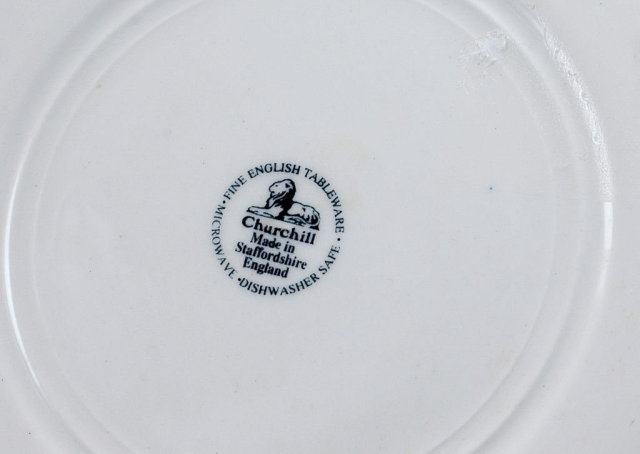 FINE ENGLISH TABLEWARE •
Churchill
Made in
Staffordshire
England
MICROWAVE • DISHWASHER SAFE •